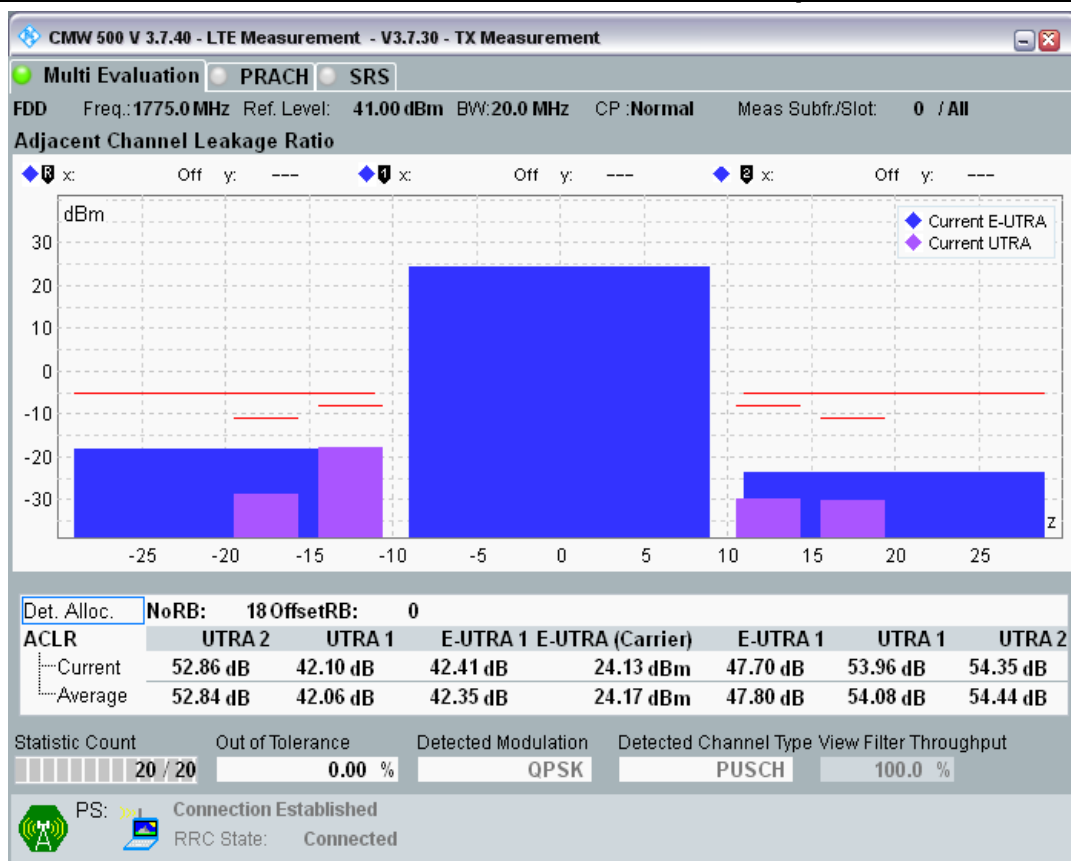 CMW 500 V 3.7.40 - LTE Measurement - V3.7.30 - TX Measurement
Multi Evaluation PRACH SRS
FDD Freq.:1775.0 MHz Ref. Level: 41.00 dBm BW:20.0 MHz CP :Normal Meas Subfr./Slot: 0 / All
Adjacent Channel Leakage Ratio
R x: Off y: --- 1 x: Off y: --- 2 x: Off y: ---
dBm
Current E-UTRA
Current UTRA
30
20
10
0
-10
-20
-30
z
-25 -20 -15 -10 -5 0 5 10 15 20 25
Det. Alloc. NoRB: 18 OffsetRB: 0
ACLR UTRA 2 UTRA 1 E-UTRA 1 E-UTRA (Carrier) E-UTRA 1 UTRA 1 UTRA 2
Current 52.86 dB 42.10 dB 42.41 dB 24.13 dBm 47.70 dB 53.96 dB 54.35 dB
Average 52.84 dB 42.06 dB 42.35 dB 24.17 dBm 47.80 dB 54.08 dB 54.44 dB
Statistic Count Out of Tolerance Detected Modulation Detected Channel Type View Filter Throughput
20 / 20 0.00 % QPSK PUSCH 100.0 %
PS: Connection Established
RRC State: Connected